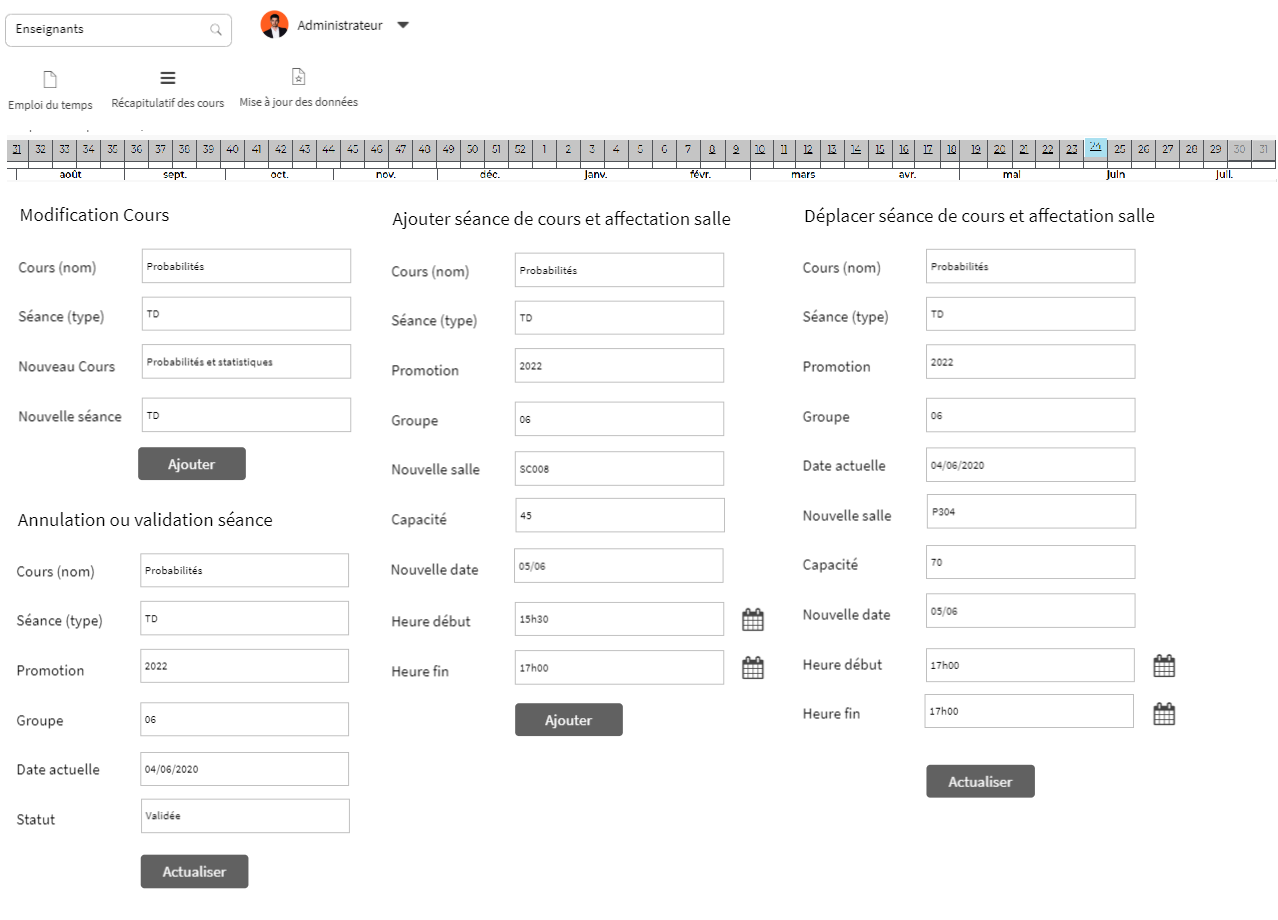 Enseignants
Administrateur
Emploi du temps
Récapitulatif des cours
Mise à jour des données
31 32 33 34 35 36 37 38 39 40 41 42 43 44 45 46 47 48 49 50 51 52 1 2 3 4 5 6 7 8 9 10 11 12 13 14 15 16 17 18 19 20 21 22 23 24 25 26 27 28 29 30 31
août sept. oct. nov. déc. janv. févr. mars avr. mai juin juil.
Modification Cours
Cours (nom) Probabilités
Séance (type) TD
Nouveau Cours Probabilités et statistiques
Nouvelle séance TD
Ajouter
Annulation ou validation séance
Cours (nom) Probabilités
Séance (type) TD
Promotion 2022
Groupe 06
Date actuelle 04/06/2020
Statut Validée
Actualiser
Ajouter séance de cours et affectation salle
Cours (nom) Probabilités
Séance (type) TD
Promotion 2022
Groupe 06
Nouvelle salle SC008
Capacité 45
Nouvelle date 05/06
Heure début 15h30
Heure fin 17h00
Ajouter
Déplacer séance de cours et affectation salle
Cours (nom) Probabilités
Séance (type) TD
Promotion 2022
Groupe 06
Date actuelle 04/06/2020
Nouvelle salle P304
Capacité 70
Nouvelle date 05/06
Heure début 17h00
Heure fin 17h00
Actualiser